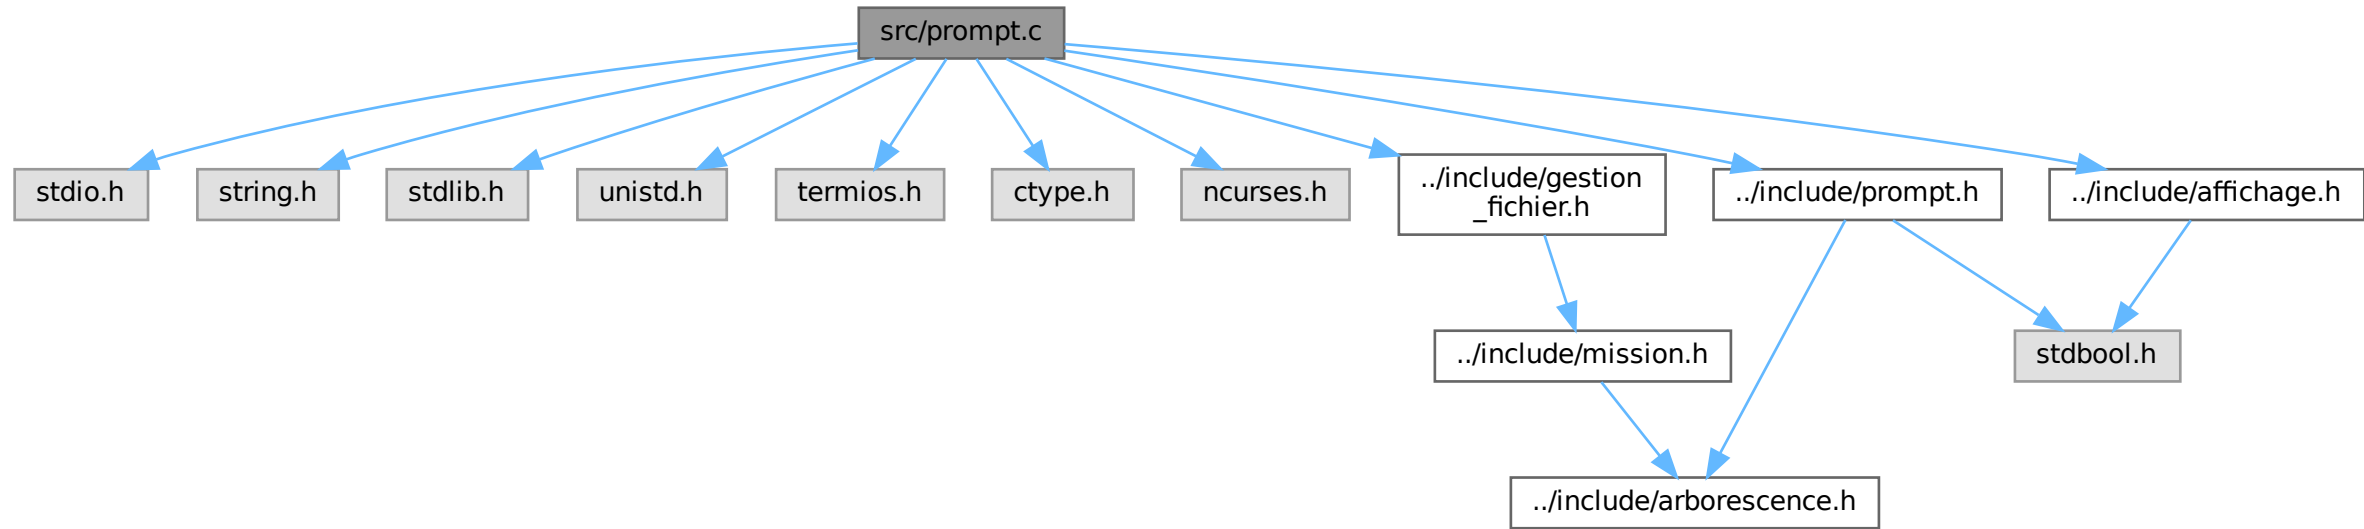 src/prompt.c
stdio.h
string.h
stdlib.h
unistd.h
termios.h
ctype.h
ncurses.h
../include/gestion
_fichier.h
../include/prompt.h
../include/affichage.h
../include/mission.h
stdbool.h
../include/arborescence.h